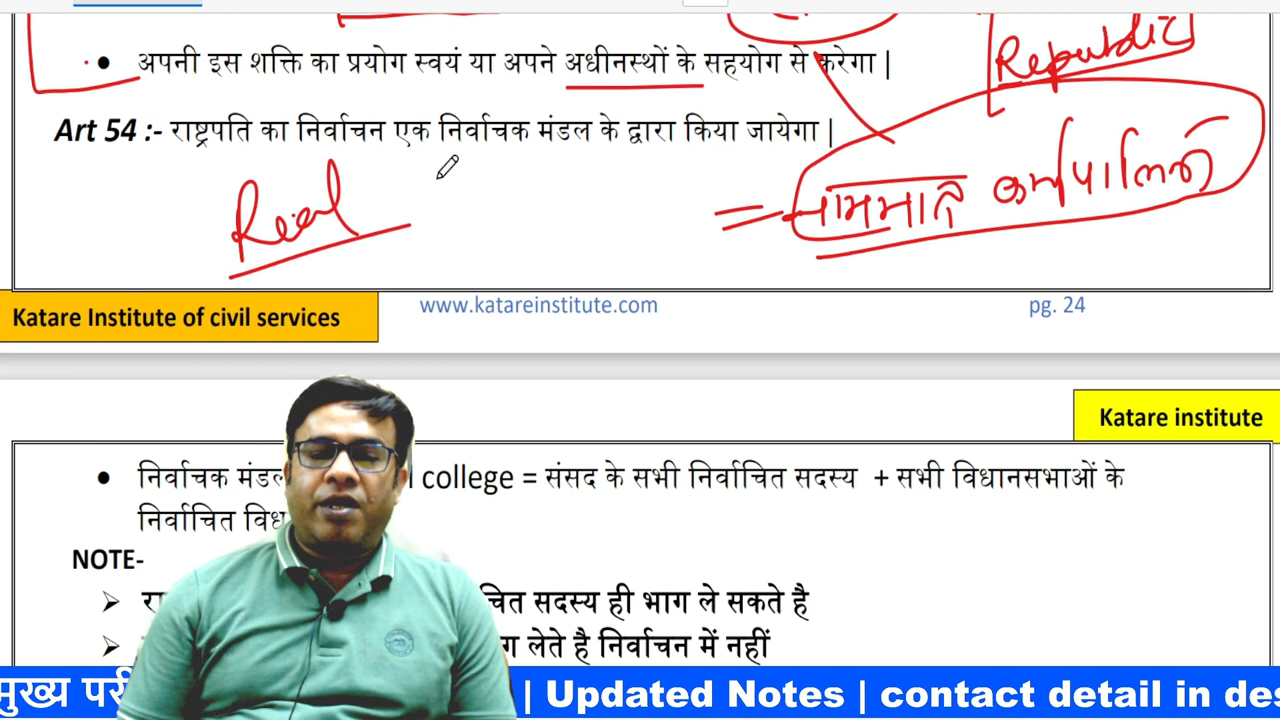 Republic
• अपनी इस शक्ति का प्रयोग स्वयं या अपने अधीनस्थों के सहयोग से करेगा |
Art 54 :- राष्ट्रपति का निर्वाचन एक निर्वाचक मंडल के द्वारा किया जायेगा |
Real
= नाममात्र कार्यपालिका
Katare Institute of civil services
www.katareinstitute.com
pg. 24
Katare institute
• निर्वाचक मंडल college = संसद के सभी निर्वाचित सदस्य + सभी विधानसभाओं के
निर्वाचित
NOTE-
सदस्य ही भाग ले सकते है
लेते है निर्वाचन में नहीं
मुख्य | Updated Notes | contact detail in